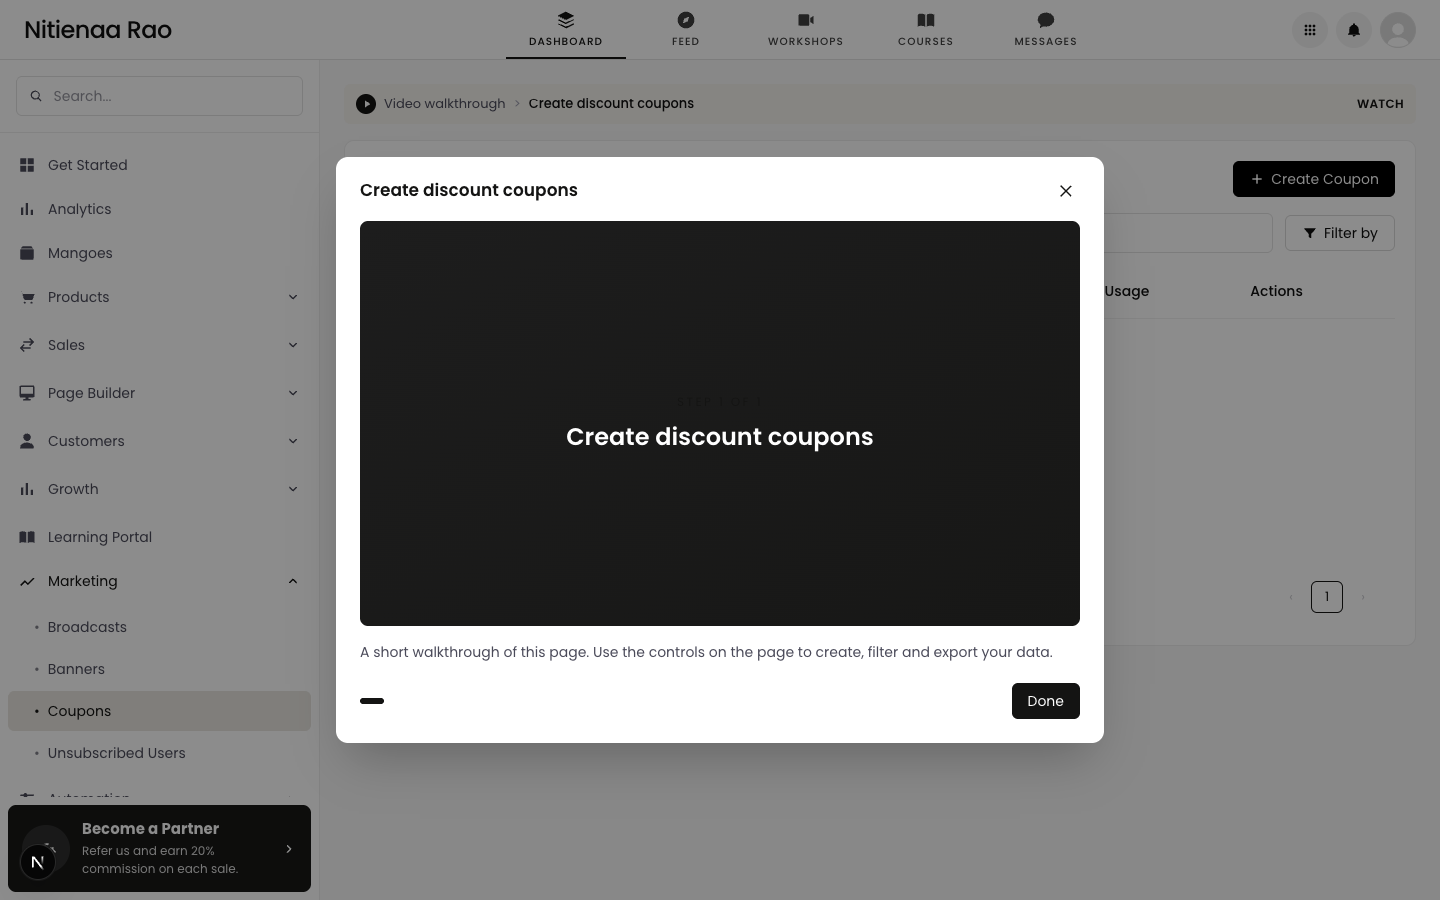 Nitienaa Rao
DASHBOARD
FEED
WORKSHOPS
COURSES
MESSAGES
Search...
Get Started
Analytics
Mangoes
Products
Sales
Page Builder
Customers
Growth
Learning Portal
Marketing
Broadcasts
Banners
Coupons
Unsubscribed Users
Become a Partner
Refer us and earn 20%
commission on each sale.
N
Video walkthrough > Create discount coupons
WATCH
+ Create Coupon
Filter by
Usage
Actions
1
Create discount coupons
Create discount coupons
A short walkthrough of this page. Use the controls on the page to create, filter and export your data.
Done